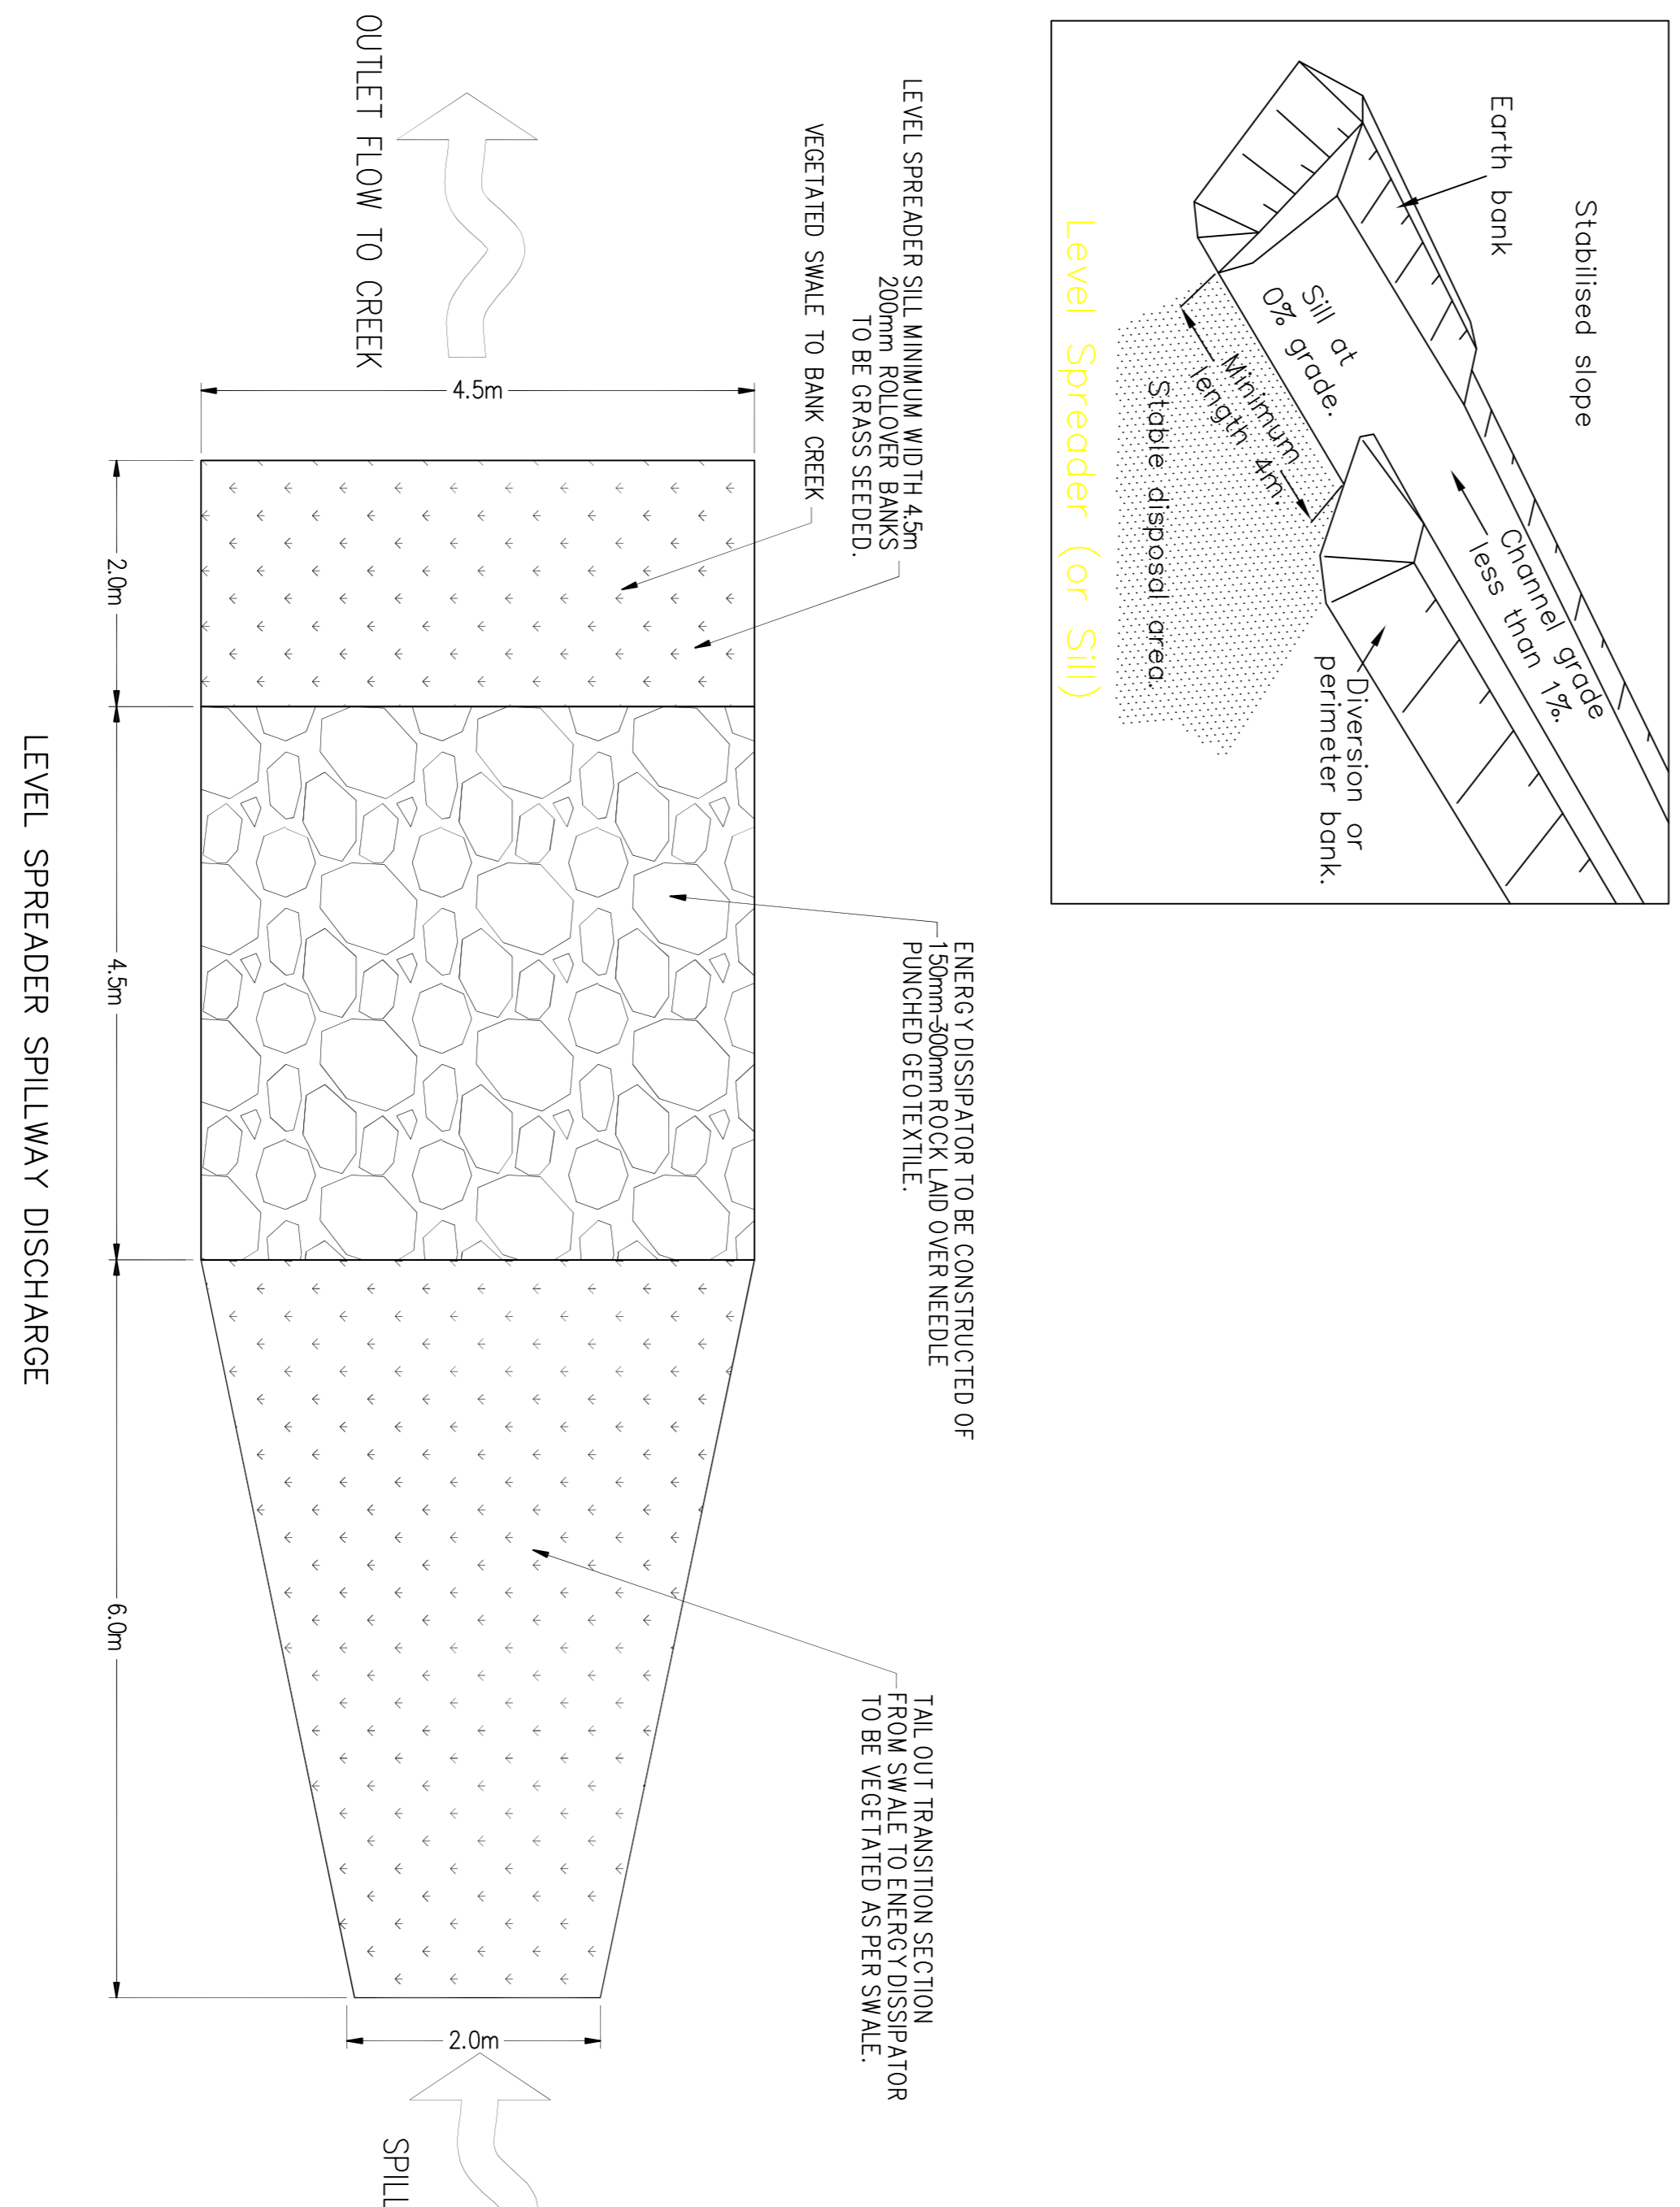 Stabilised slope
Earth bank
Channel grade
less than 1%.
Sill at
0% grade.
Diversion or
perimeter bank.
Minimum
length 4m.
Stable disposal area.
Level Spreader (or Sill)
LEVEL SPREADER SILL MINIMUM WIDTH 4.5m
200mm ROLLOVER BANKS
TO BE GRASS SEEDED.
VEGETATED SWALE TO BANK CREEK
ENERGY DISSIPATOR TO BE CONSTRUCTED OF
150mm-300mm ROCK LAID OVER NEEDLE
PUNCHED GEOTEXTILE.
TAIL OUT TRANSITION SECTION
FROM SWALE TO ENERGY DISSIPATOR
TO BE VEGETATED AS PER SWALE.
OUTLET FLOW TO CREEK
4.5m
2.0m
SPILL
2.0m
4.5m
6.0m
LEVEL SPREADER SPILLWAY DISCHARGE